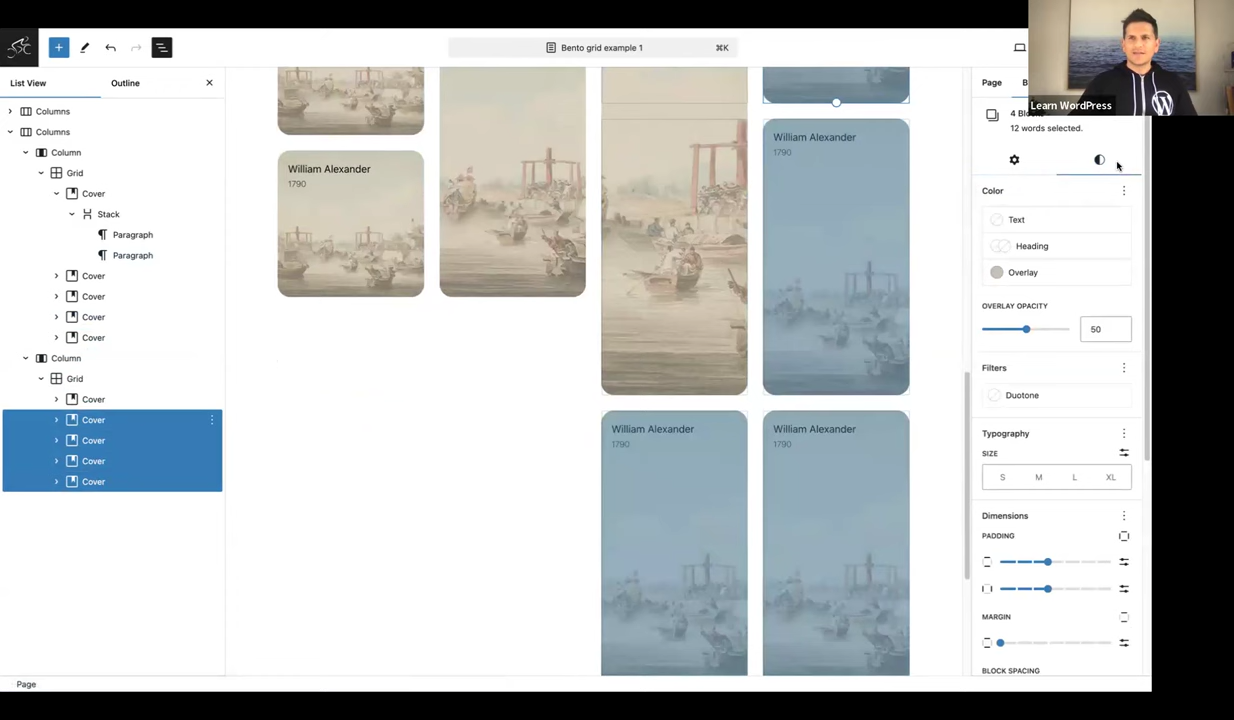 Bento grid example 1
⌘K
List View
Outline
Columns
Columns
Column
Grid
Cover
Stack
Paragraph
Paragraph
Cover
Cover
Cover
Cover
Column
Grid
Cover
Cover
Cover
Cover
Cover
Page
William Alexander
1790
William Alexander
1790
William Alexander
1790
William Alexander
1790
Learn WordPress
Page
B
4 Blocks
12 words selected.
Color
Text
Heading
Overlay
OVERLAY OPACITY
50
Filters
Duotone
Typography
SIZE
S M L XL
Dimensions
PADDING
MARGIN
BLOCK SPACING